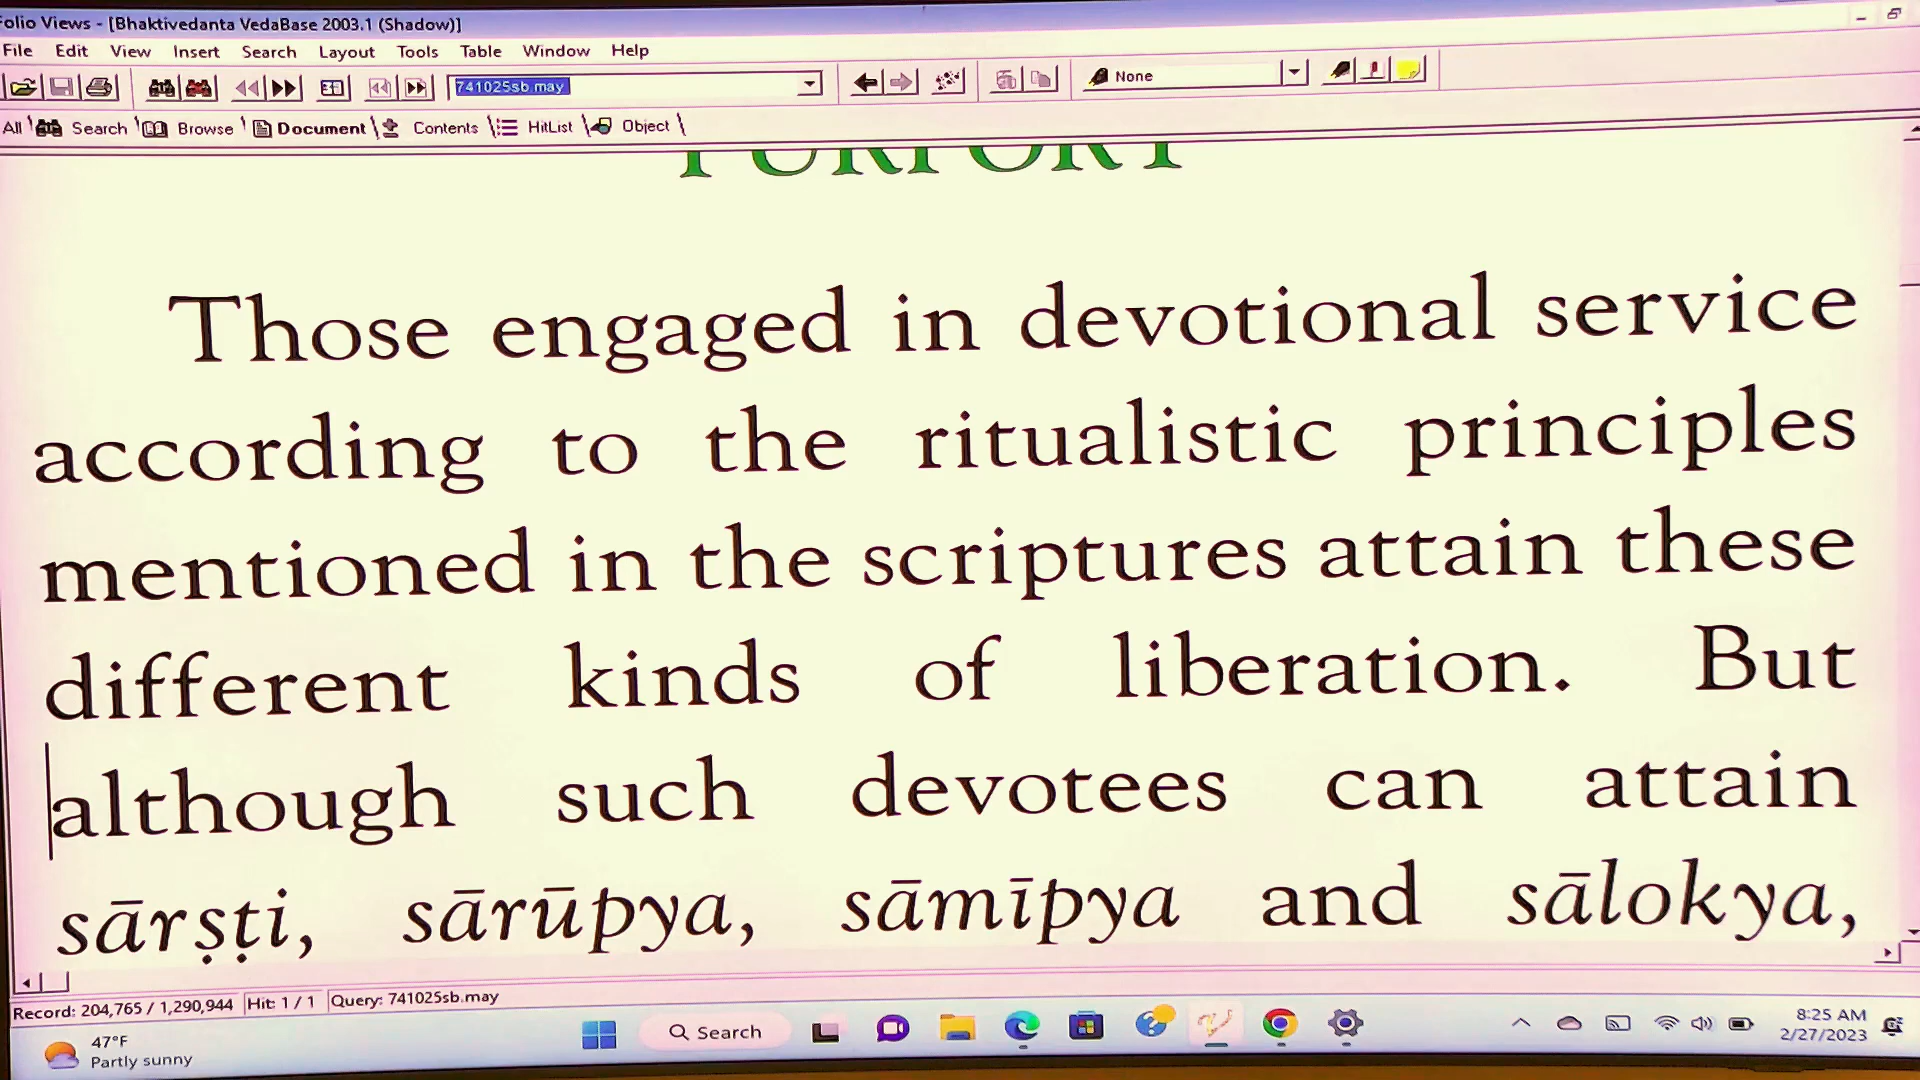 Folio Views - [Bhaktivedanta VedaBase 2003.1 (Shadow)]
File Edit View Insert Search Layout Tools Table Window Help
741025sb may
None
All Search Browse Document Contents HitList Object
PURPORT
Those engaged in devotional service
according to the ritualistic principles
mentioned in the scriptures attain these
different kinds of liberation. But
although such devotees can attain
sārṣṭi, sārūpya, sāmīpya and sālokya,
Record: 204,765 / 1,290,944 Hit: 1 / 1 Query: 741025sb.may
47°F
Partly sunny
Search
8:25 AM
2/27/2023